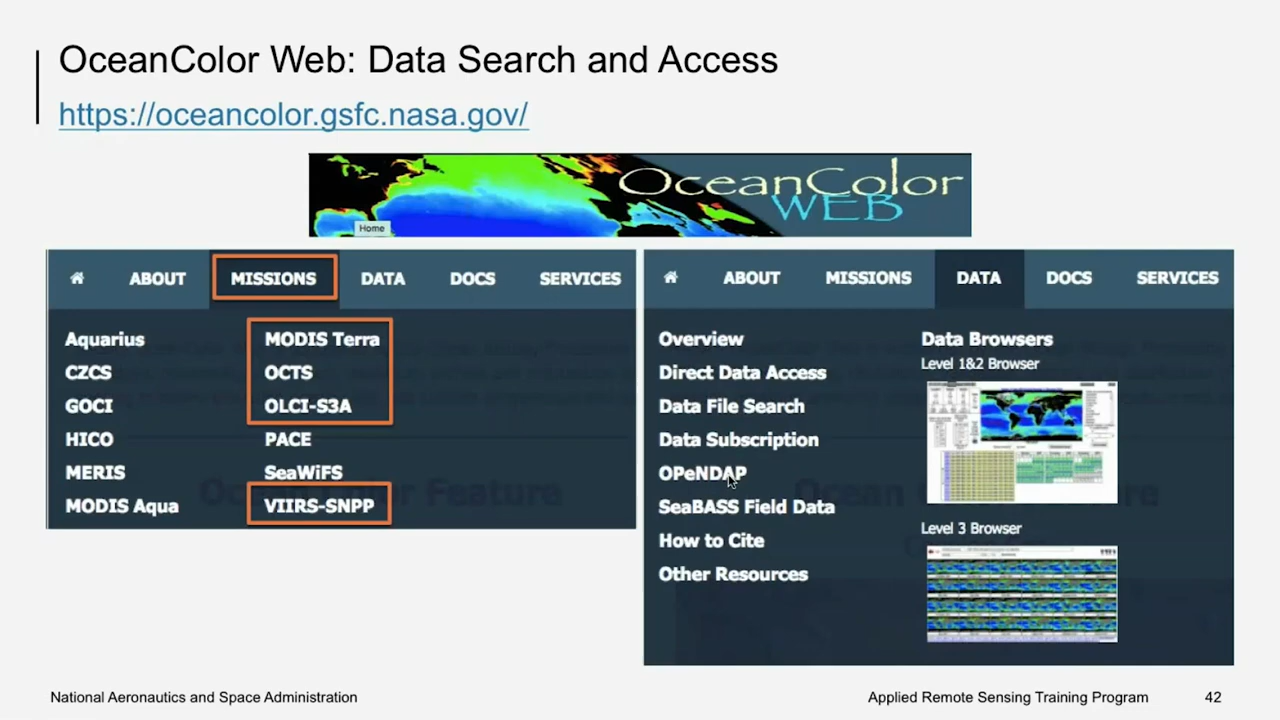 OceanColor Web: Data Search and Access
https://oceancolor.gsfc.nasa.gov/
OceanColor
WEB
Home
ABOUT MISSIONS DATA DOCS SERVICES
Aquarius MODIS Terra
CZCS OCTS
GOCI OLCI-S3A
HICO PACE
MERIS SeaWiFS
MODIS Aqua VIIRS-SNPP
ABOUT MISSIONS DATA DOCS SERVICES
Overview
Direct Data Access
Data File Search
Data Subscription
OPeNDAP
SeaBASS Field Data
How to Cite
Other Resources
Data Browsers
Level 1&2 Browser
Level 3 Browser
National Aeronautics and Space Administration
Applied Remote Sensing Training Program
42